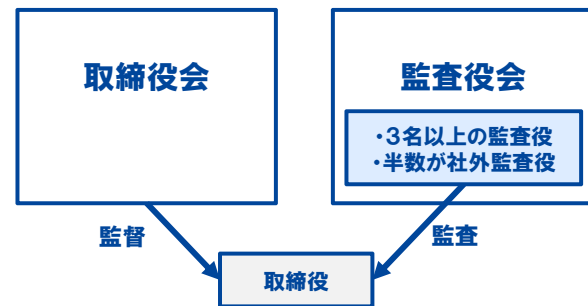 取締役会
監査役会
・３名以上の監査役
・半数が社外監査役
監督
監査
取締役